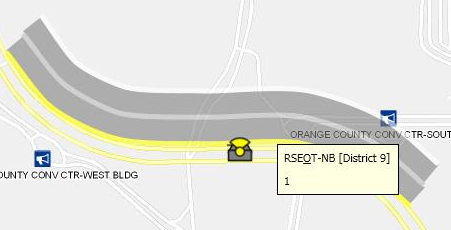 ORANGE COUNTY CONV CTR-SOUT
RSEQT-NB [District 9]
1
OUNTY CONV CTR-WEST BLDG